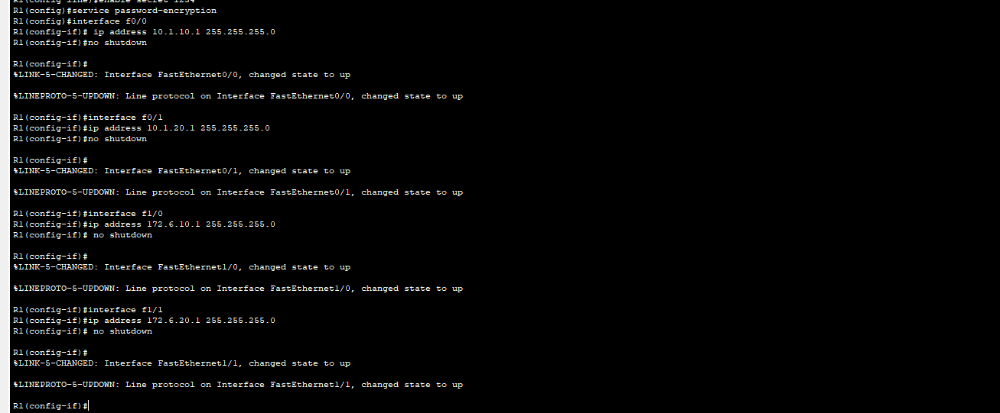 R1(config-line)#enable secret 1234
R1(config)#service password-encryption
R1(config)#interface f0/0
R1(config-if)# ip address 10.1.10.1 255.255.255.0
R1(config-if)#no shutdown
R1(config-if)#
%LINK-5-CHANGED: Interface FastEthernet0/0, changed state to up
%LINEPROTO-5-UPDOWN: Line protocol on Interface FastEthernet0/0, changed state to up
R1(config-if)#interface f0/1
R1(config-if)#ip address 10.1.20.1 255.255.255.0
R1(config-if)#no shutdown
R1(config-if)#
%LINK-5-CHANGED: Interface FastEthernet0/1, changed state to up
%LINEPROTO-5-UPDOWN: Line protocol on Interface FastEthernet0/1, changed state to up
R1(config-if)#interface f1/0
R1(config-if)#ip address 172.6.10.1 255.255.255.0
R1(config-if)# no shutdown
R1(config-if)#
%LINK-5-CHANGED: Interface FastEthernet1/0, changed state to up
%LINEPROTO-5-UPDOWN: Line protocol on Interface FastEthernet1/0, changed state to up
R1(config-if)#interface f1/1
R1(config-if)#ip address 172.6.20.1 255.255.255.0
R1(config-if)# no shutdown
R1(config-if)#
%LINK-5-CHANGED: Interface FastEthernet1/1, changed state to up
%LINEPROTO-5-UPDOWN: Line protocol on Interface FastEthernet1/1, changed state to up
R1(config-if)#